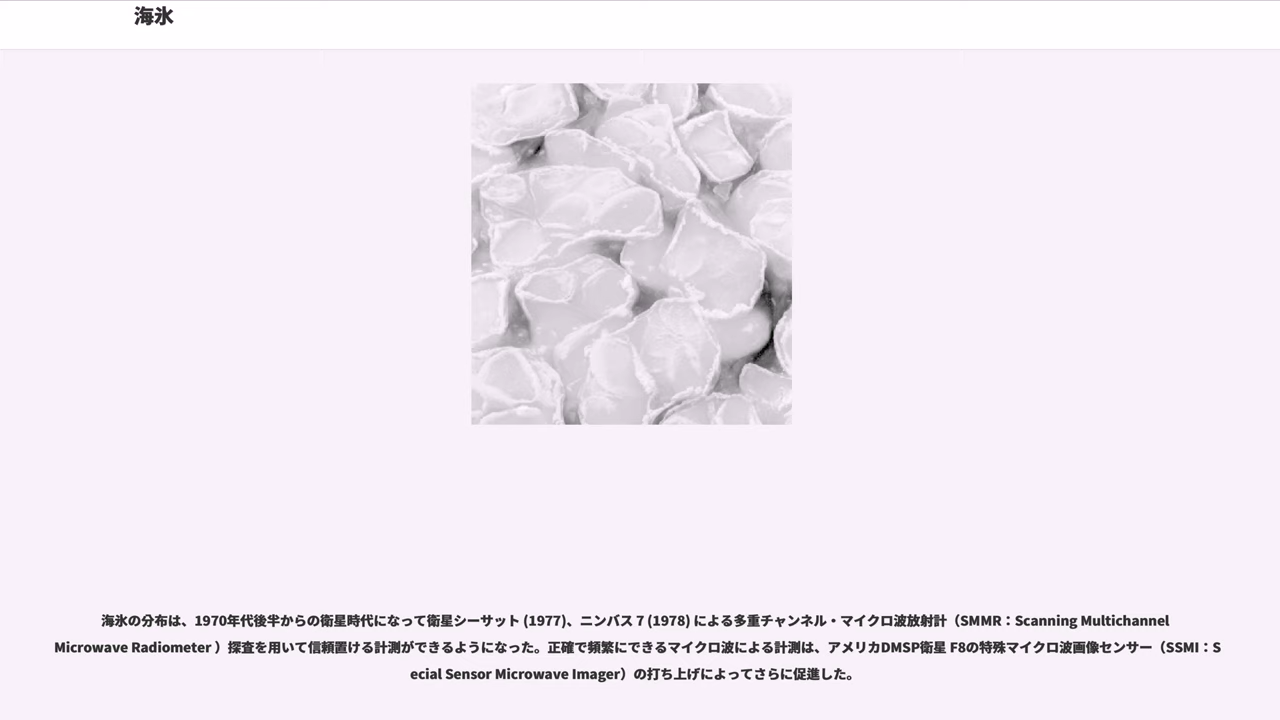 海氷
海氷の分布は、1970年代後半からの衛星時代になって衛星シーサット (1977)、ニンバス 7 (1978) による多重チャンネル・マイクロ波放射計（SMMR：Scanning Multichannel
Microwave Radiometer ）探査を用いて信頼置ける計測ができるようになった。正確で頻繁にできるマイクロ波による計測は、アメリカDMSP衛星 F8の特殊マイクロ波画像センサー（SSMI：S
ecial Sensor Microwave Imager）の打ち上げによってさらに促進した。